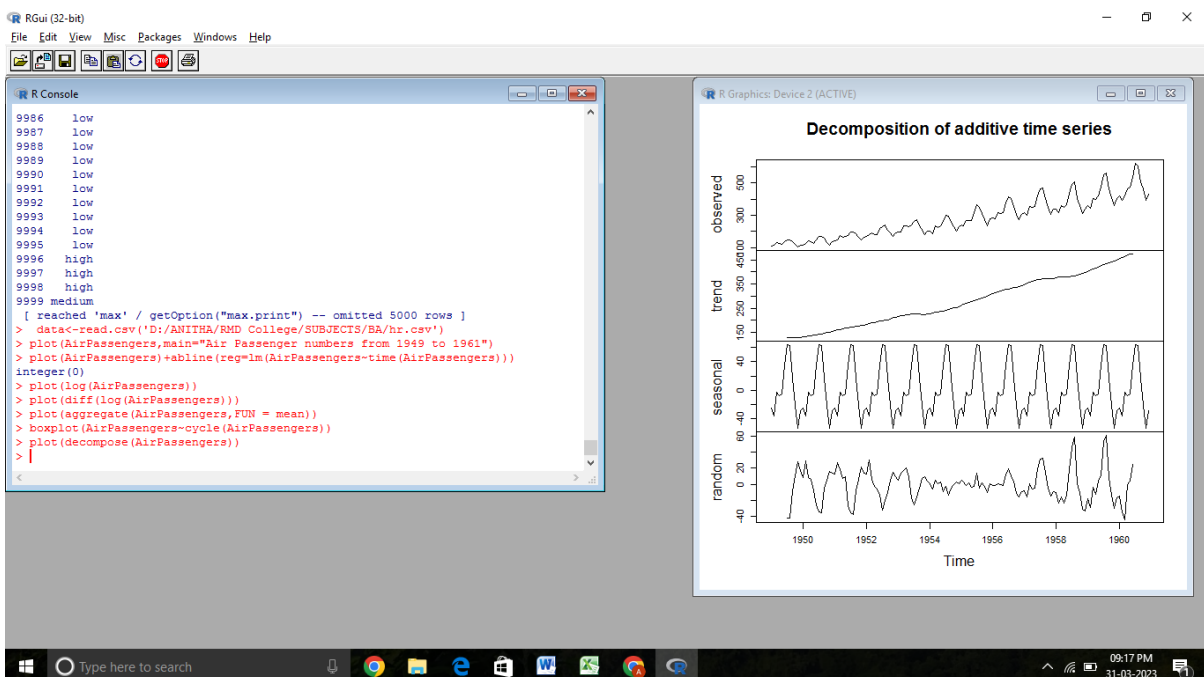 RGui (32-bit)
File Edit View Misc Packages Windows Help
STOP
R Console
9986 low
9987 low
9988 low
9989 low
9990 low
9991 low
9992 low
9993 low
9994 low
9995 low
9996 high
9997 high
9998 high
9999 medium
[ reached 'max' / getOption("max.print") -- omitted 5000 rows ]
> data<-read.csv('D:/ANITHA/RMD College/SUBJECTS/BA/hr.csv')
> plot(AirPassengers,main="Air Passenger numbers from 1949 to 1961")
> plot(AirPassengers)+abline(reg=lm(AirPassengers~time(AirPassengers)))
integer(0)
> plot(log(AirPassengers))
> plot(diff(log(AirPassengers)))
> plot(aggregate(AirPassengers,FUN = mean))
> boxplot(AirPassengers~cycle(AirPassengers))
> plot(decompose(AirPassengers))
>
R Graphics: Device 2 (ACTIVE)
Decomposition of additive time series
observed
500
300
100
trend
450
350
250
150
seasonal
40
0
-40
random
60
20
0
-40
1950 1952 1954 1956 1958 1960
Time
Type here to search
09:17 PM
31-03-2023